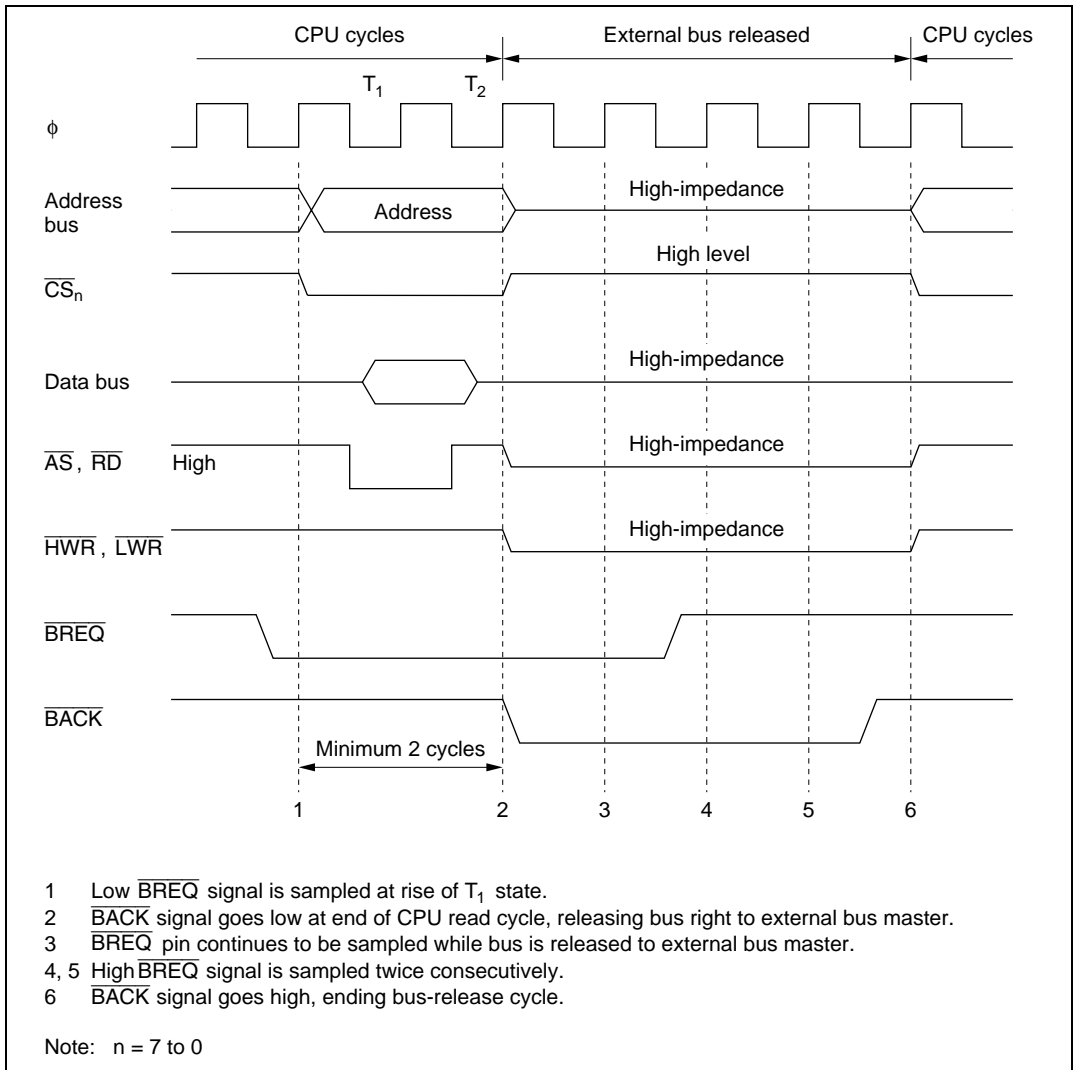 CPU cycles External bus released CPU cycles
T1 T2
ϕ
High-impedance
Address
bus
Address
High level
CSn
High-impedance
Data bus
High-impedance
AS , RD High
High-impedance
HWR , LWR
BREQ
BACK
Minimum 2 cycles
1 2 3 4 5 6
1 Low BREQ signal is sampled at rise of T1 state.
2 BACK signal goes low at end of CPU read cycle, releasing bus right to external bus master.
3 BREQ pin continues to be sampled while bus is released to external bus master.
4, 5 High BREQ signal is sampled twice consecutively.
6 BACK signal goes high, ending bus-release cycle.
Note: n = 7 to 0